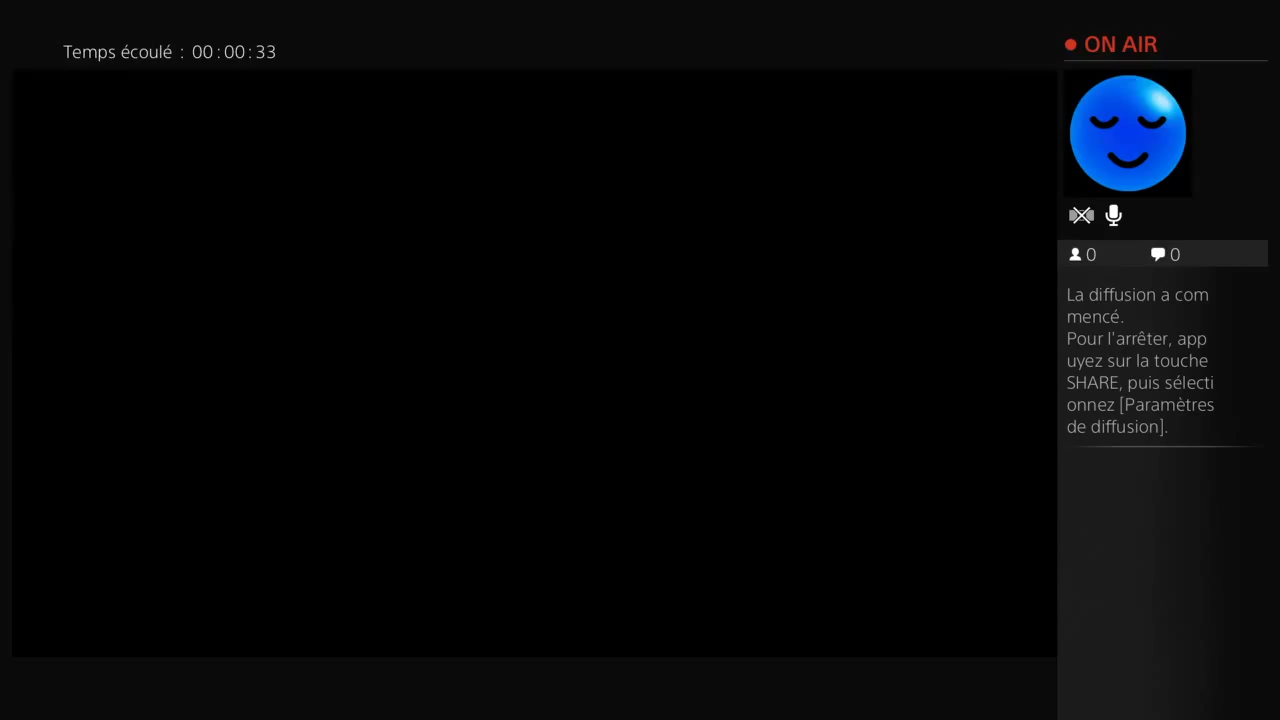 Temps écoulé : 00:00:33
ON AIR
0 0
La diffusion a com
mencé.
Pour l'arrêter, app
uyez sur la touche
SHARE, puis sélecti
onnez [Paramètres
de diffusion].